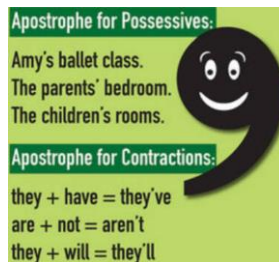 Apostrophe for Possessives:
Amy's ballet class.
The parents' bedroom.
The children's rooms.
Apostrophe for Contractions:
they + have = they've
are + not = aren't
they + will = they'll